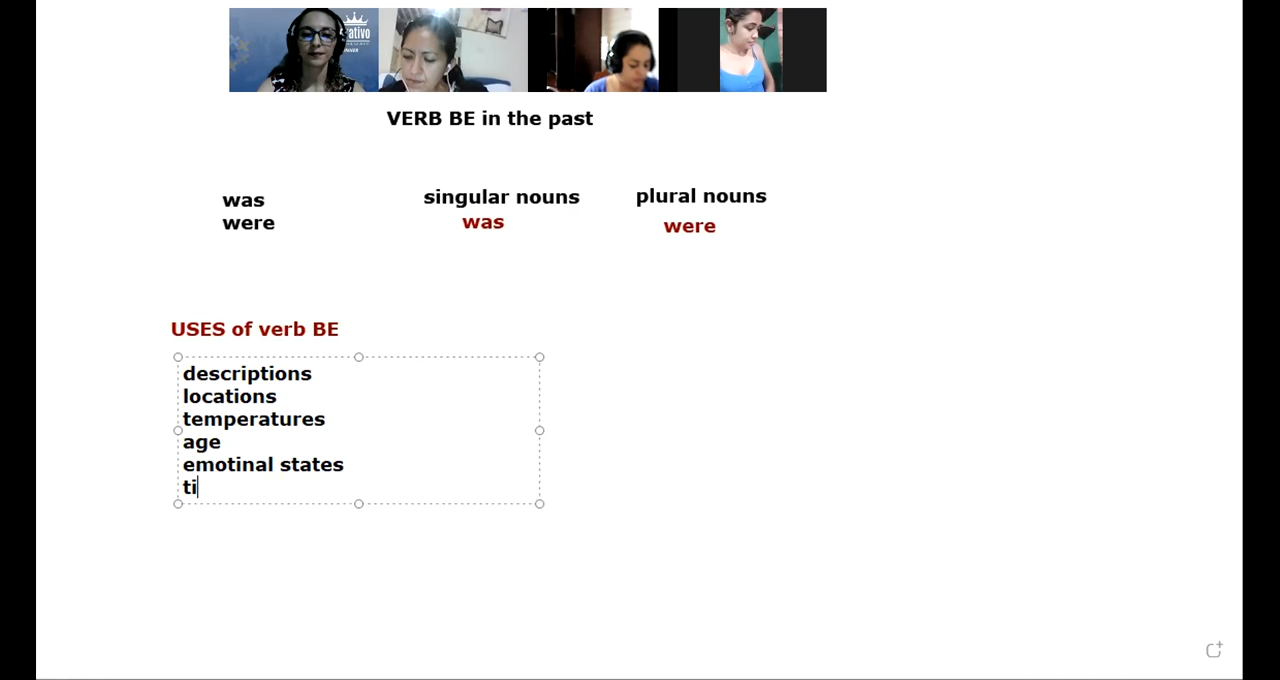 ativo
VERB BE in the past
was
were
singular nouns
was
plural nouns
were
USES of verb BE
descriptions
locations
temperatures
age
emotinal states
ti